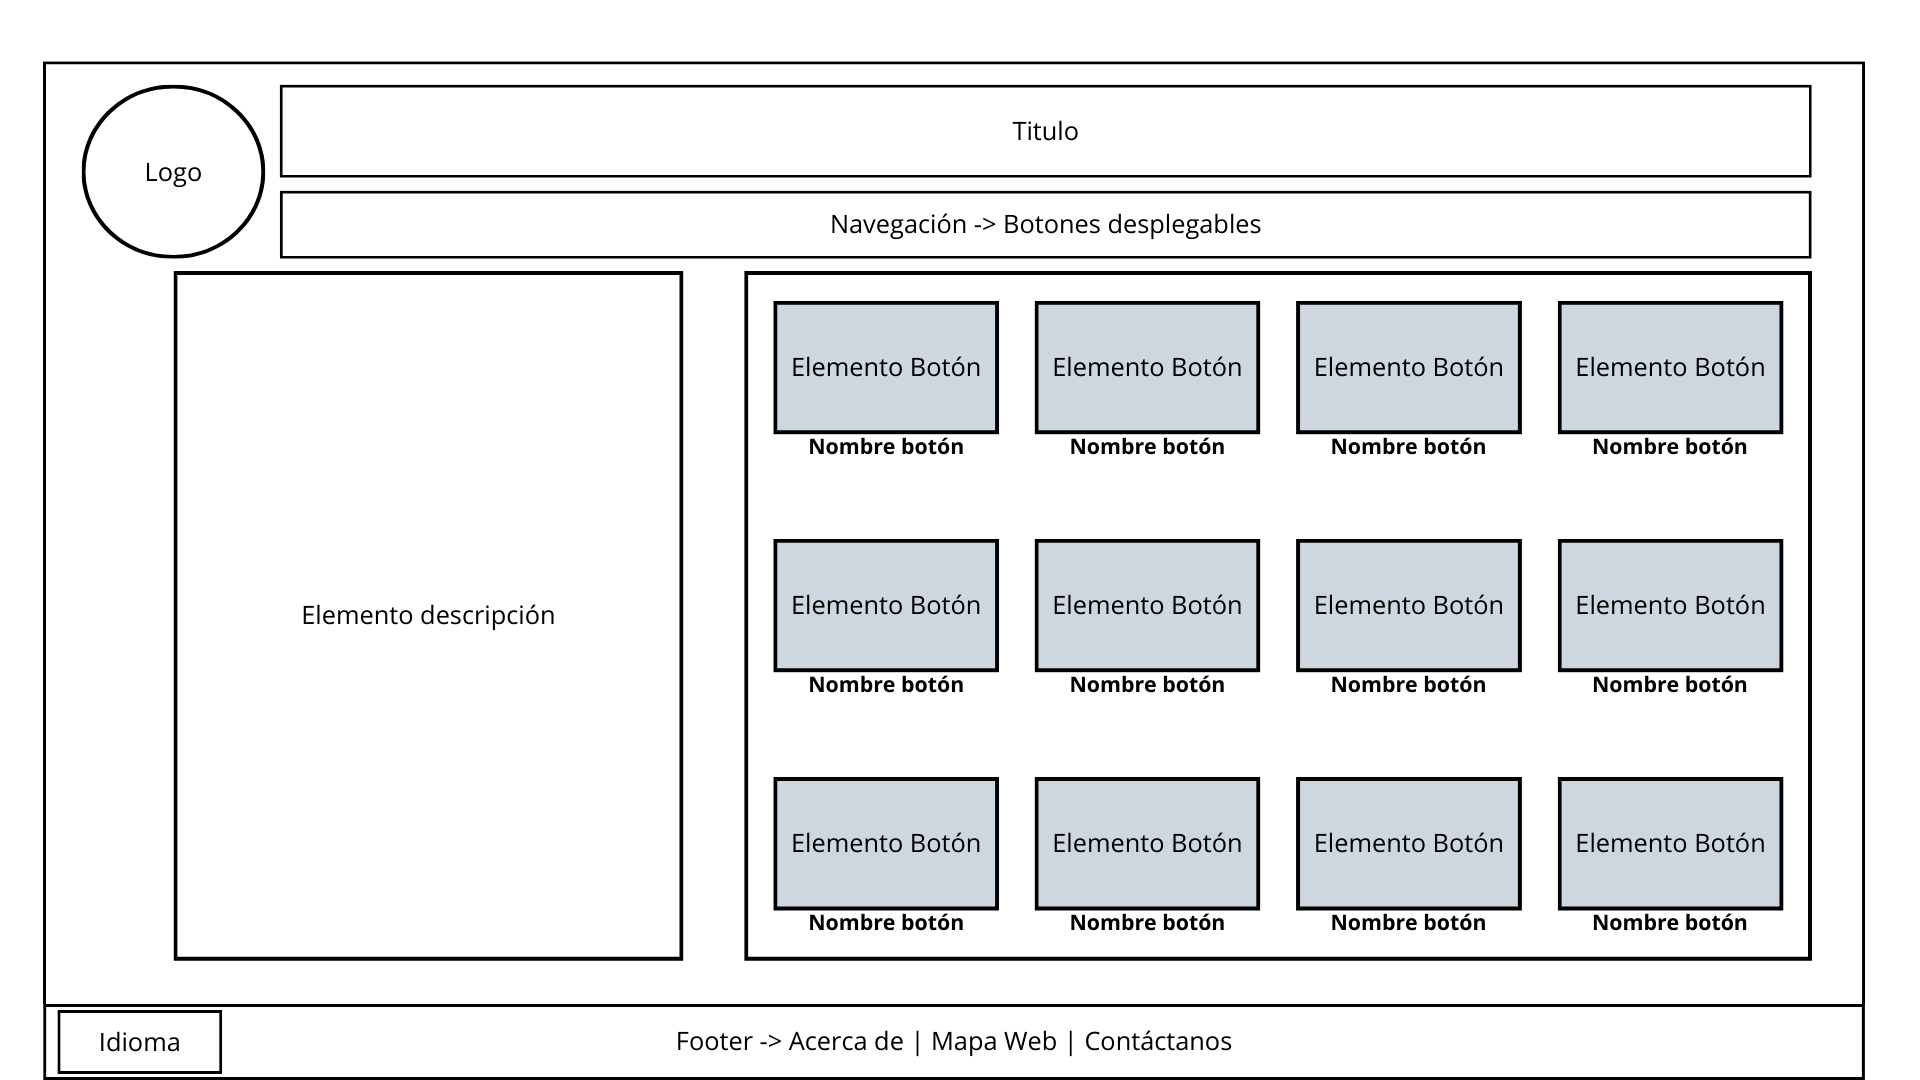 Logo
Titulo
Navegación -> Botones desplegables
Elemento descripción
Elemento Botón
Elemento Botón
Elemento Botón
Elemento Botón
Nombre botón
Nombre botón
Nombre botón
Nombre botón
Elemento Botón
Elemento Botón
Elemento Botón
Elemento Botón
Nombre botón
Nombre botón
Nombre botón
Nombre botón
Elemento Botón
Elemento Botón
Elemento Botón
Elemento Botón
Nombre botón
Nombre botón
Nombre botón
Nombre botón
Idioma
Footer -> Acerca de | Mapa Web | Contáctanos